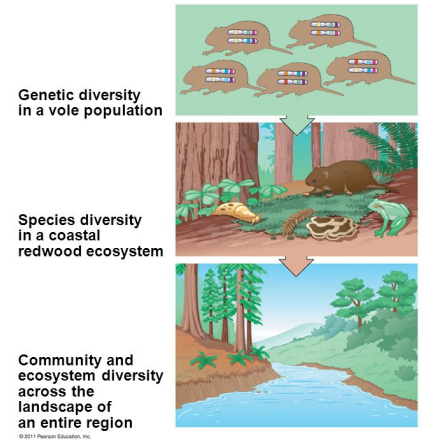 Genetic diversity
in a vole population
Species diversity
in a coastal
redwood ecosystem
Community and
ecosystem diversity
across the
landscape of
an entire region
© 2011 Pearson Education, Inc.